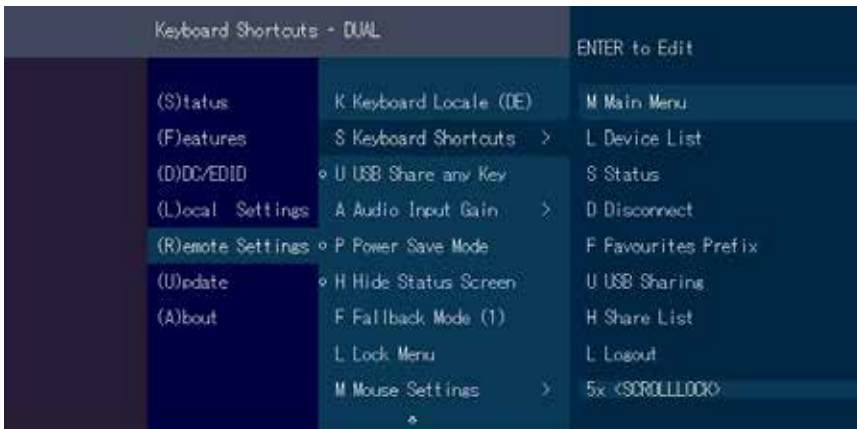 Keyboard Shortcuts - DUAL
ENTER to Edit
(S)tatus
(F)eatures
(D)DC/EDID
(L)ocal Settings
(R)emote Settings
(U)pdate
(A)bout
K Keyboard Locale (DE)
S Keyboard Shortcuts >
U USB Share any Key
A Audio Input Gain >
P Power Save Mode
H Hide Status Screen
F Fallback Mode (1)
L Lock Menu
M Mouse Settings >
M Main Menu
L Device List
S Status
D Disconnect
F Favourites Prefix
U USB Sharing
H Share List
L Logout
5x <SCROLLLOCK>